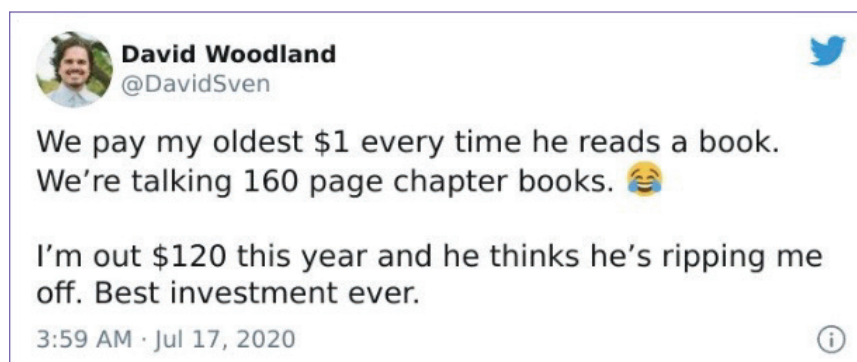 David Woodland
@DavidSven
We pay my oldest $1 every time he reads a book.
We’re talking 160 page chapter books. 😂
I’m out $120 this year and he thinks he’s ripping me
off. Best investment ever.
3:59 AM · Jul 17, 2020